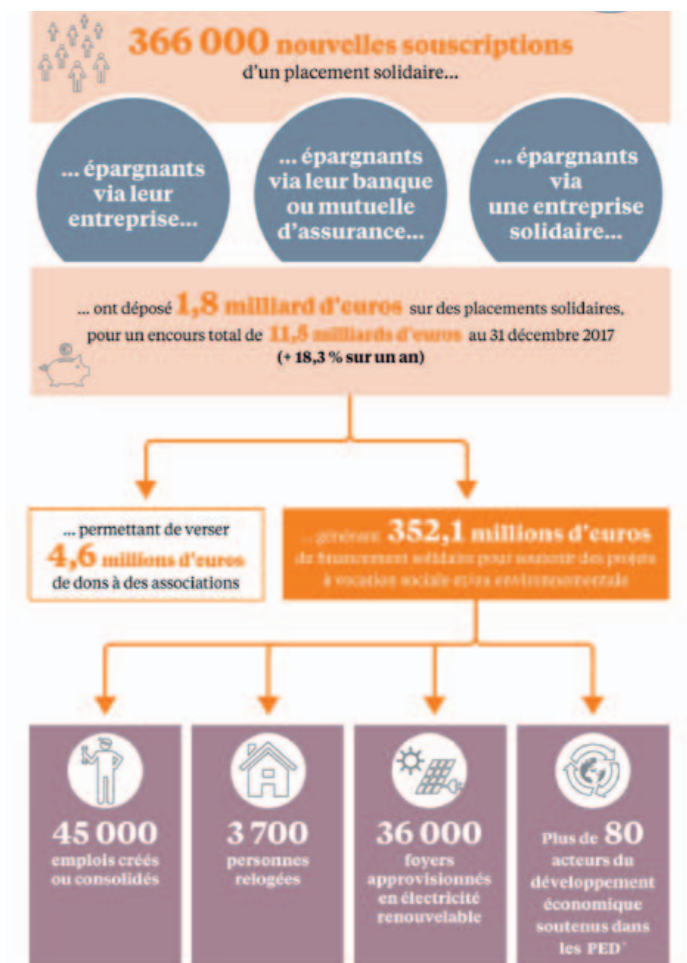 366 000 nouvelles souscriptions
d'un placement solidaire...
... épargnants
via leur
entreprise...
... épargnants
via leur banque
ou mutuelle
d'assurance...
... épargnants
via
une entreprise
solidaire...
... ont déposé 1,8 milliard d'euros sur des placements solidaires,
pour un encours total de 11,5 milliards d'euros au 31 décembre 2017
(+ 18,3 % sur un an)
... permettant de verser
4,6 millions d'euros
de dons à des associations
... générant 352,1 millions d'euros
de financement solidaire pour soutenir des projets
à vocation sociale et/ou environnementale
45 000
emplois créés
ou consolidés
3 700
personnes
relogées
36 000
foyers
approvisionnés
en électricité
renouvelable
Plus de 80
acteurs du
développement
économique
soutenus dans
les PED*